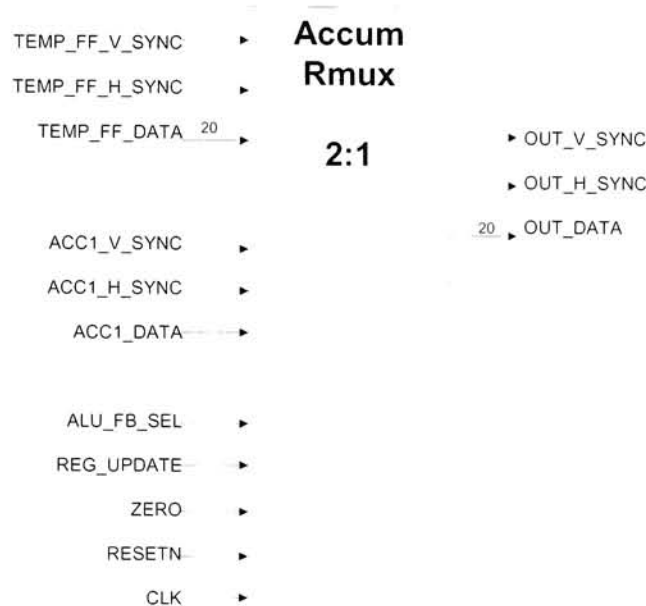 TEMP_FF_V_SYNC
TEMP_FF_H_SYNC
TEMP_FF_DATA 20
ACC1_V_SYNC
ACC1_H_SYNC
ACC1_DATA
ALU_FB_SEL
REG_UPDATE
ZERO
RESETN
CLK
Accum
Rmux
2:1
OUT_V_SYNC
OUT_H_SYNC
20 OUT_DATA